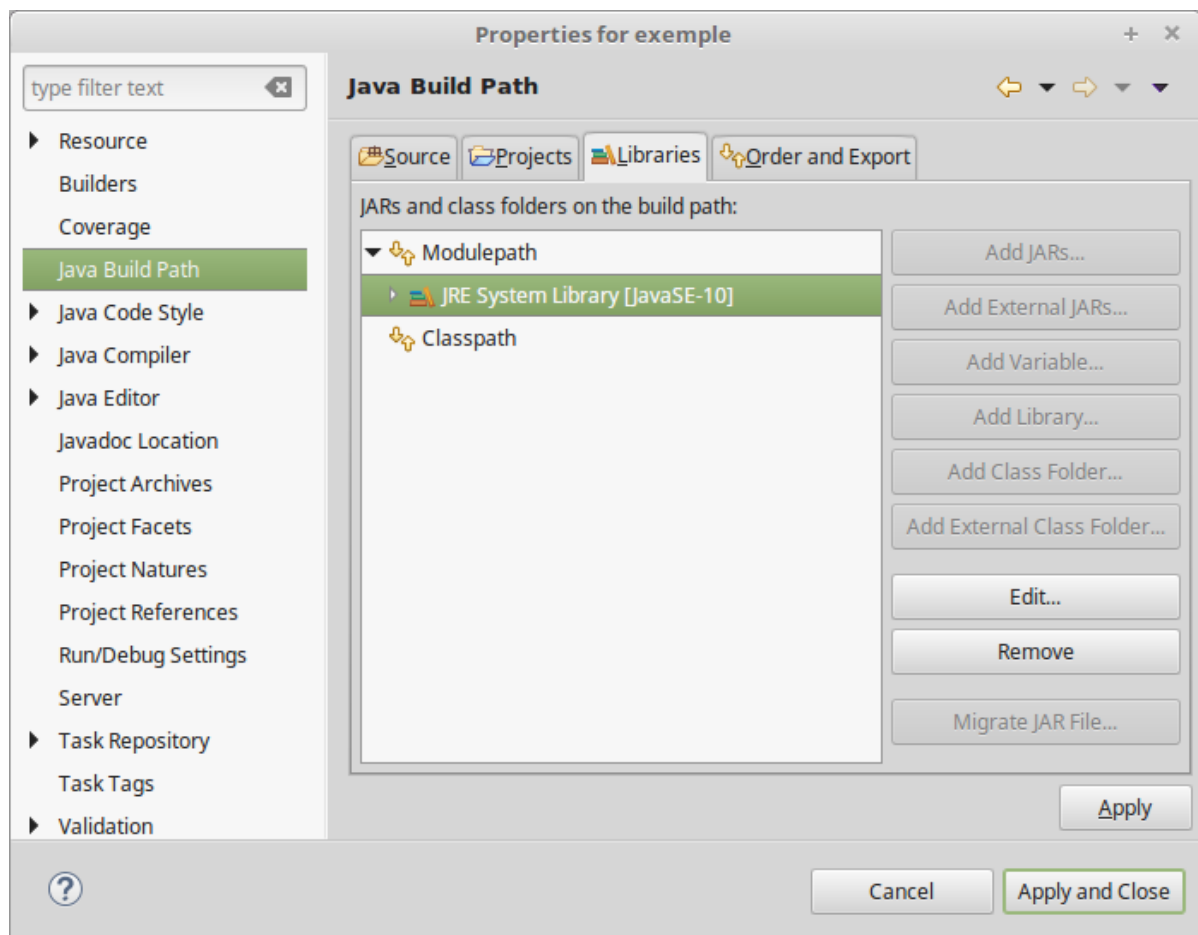 Properties for exemple
type filter text
Resource
Builders
Coverage
Java Build Path
Java Code Style
Java Compiler
Java Editor
Javadoc Location
Project Archives
Project Facets
Project Natures
Project References
Run/Debug Settings
Server
Task Repository
Task Tags
Validation
Java Build Path
Source Projects Libraries Order and Export
JARs and class folders on the build path:
Modulepath
JRE System Library [JavaSE-10]
Classpath
Add JARs...
Add External JARs...
Add Variable...
Add Library...
Add Class Folder...
Add External Class Folder...
Edit...
Remove
Migrate JAR File...
Apply
Cancel Apply and Close